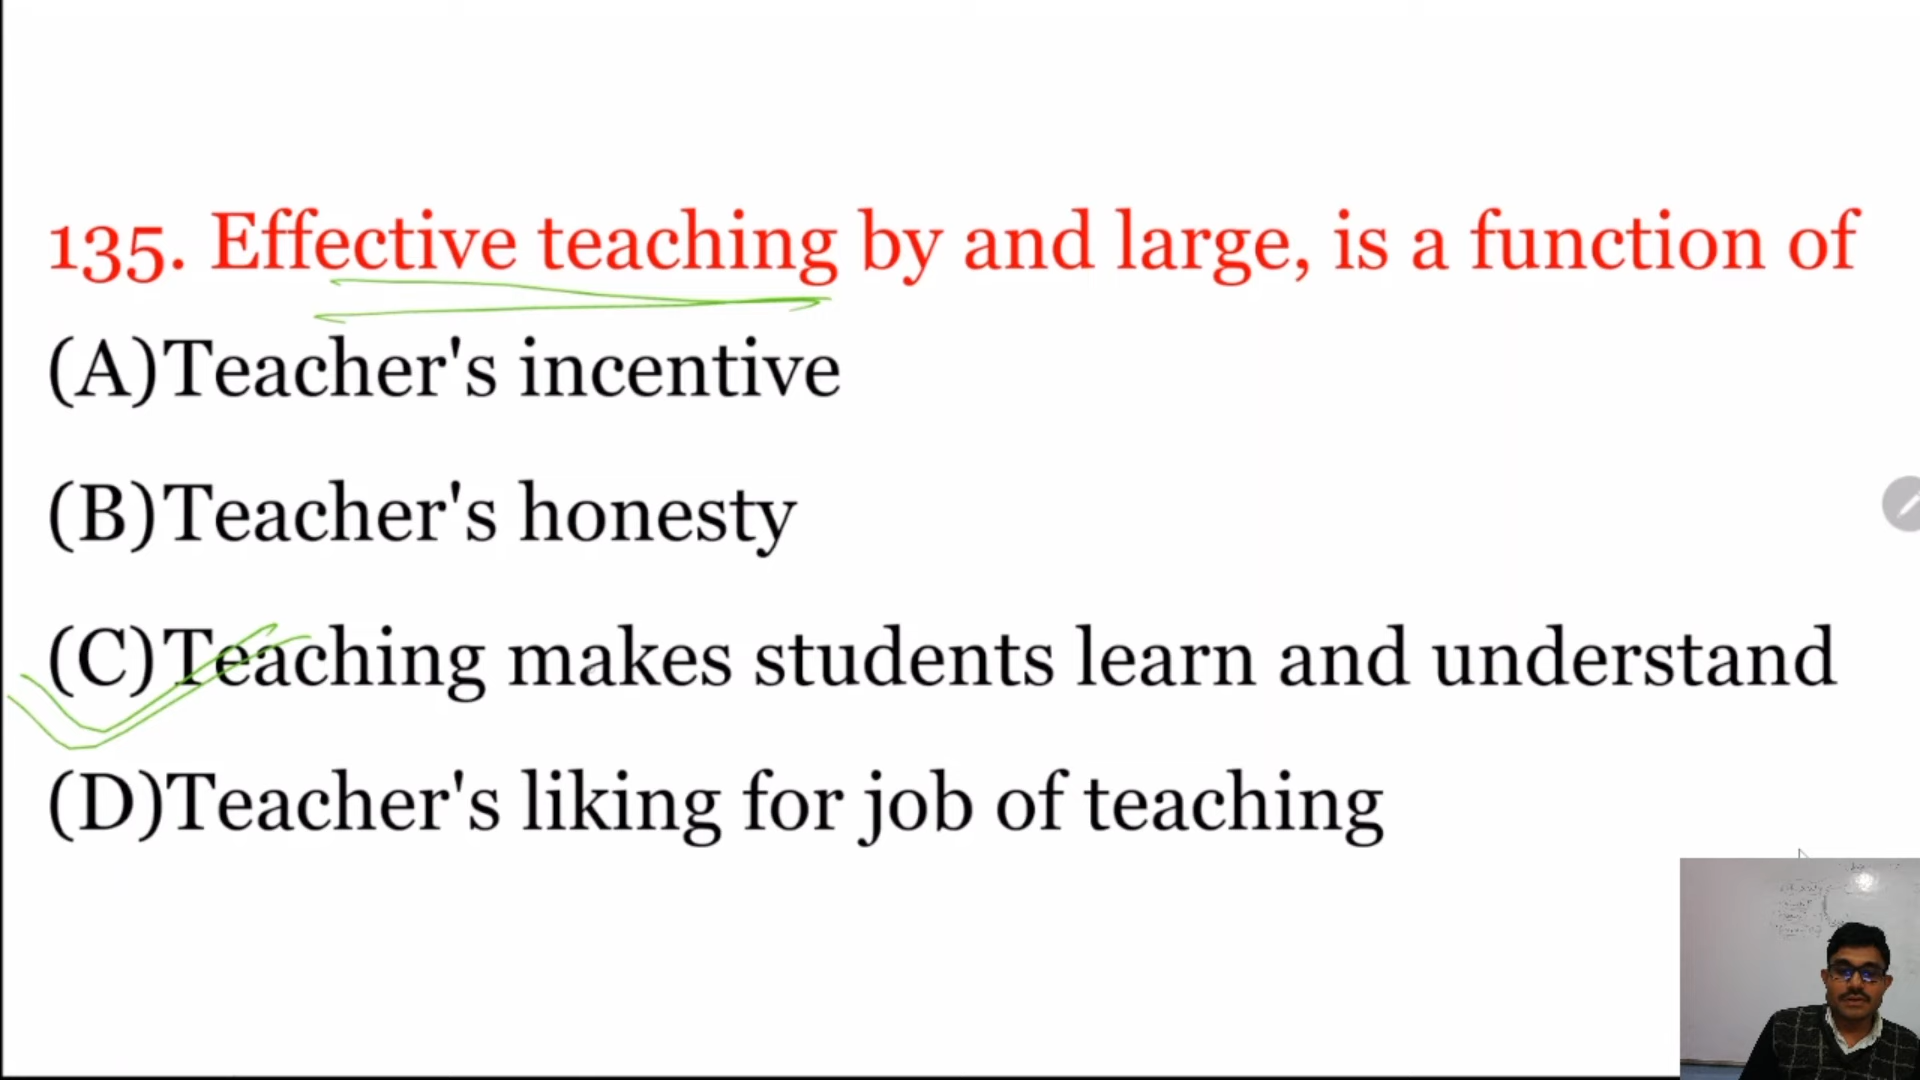 135. Effective teaching by and large, is a function of
(A)Teacher's incentive
(B)Teacher's honesty
(C)Teaching makes students learn and understand
(D)Teacher's liking for job of teaching